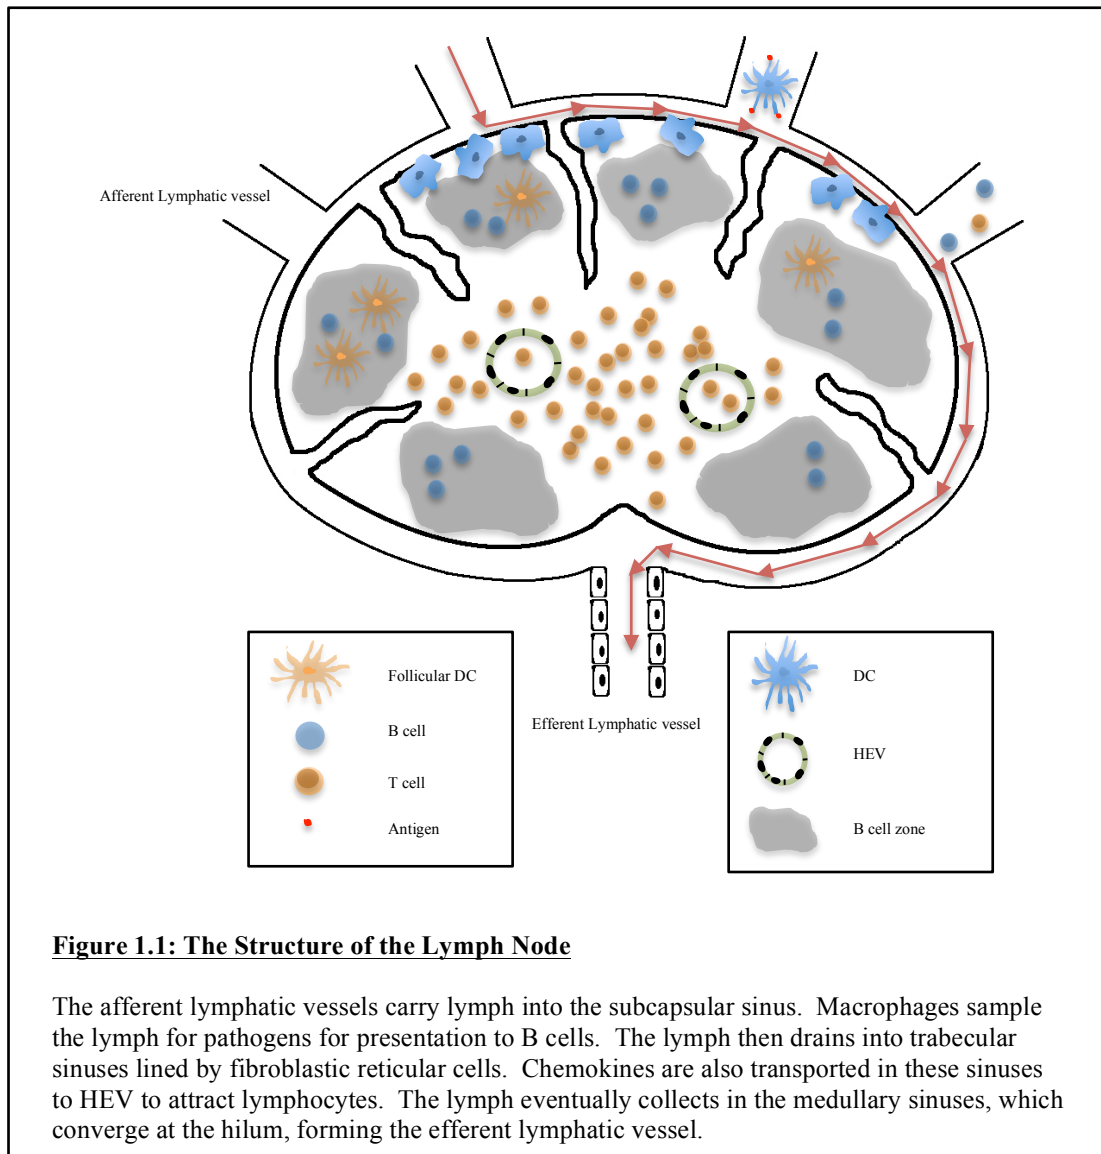 Afferent Lymphatic vessel
Efferent Lymphatic vessel
Follicular DC
B cell
T cell
Antigen
DC
HEV
B cell zone
Figure 1.1: The Structure of the Lymph Node
The afferent lymphatic vessels carry lymph into the subcapsular sinus.  Macrophages sample
the lymph for pathogens for presentation to B cells.  The lymph then drains into trabecular
sinuses lined by fibroblastic reticular cells.  Chemokines are also transported in these sinuses
to HEV to attract lymphocytes.  The lymph eventually collects in the medullary sinuses, which
converge at the hilum, forming the efferent lymphatic vessel.